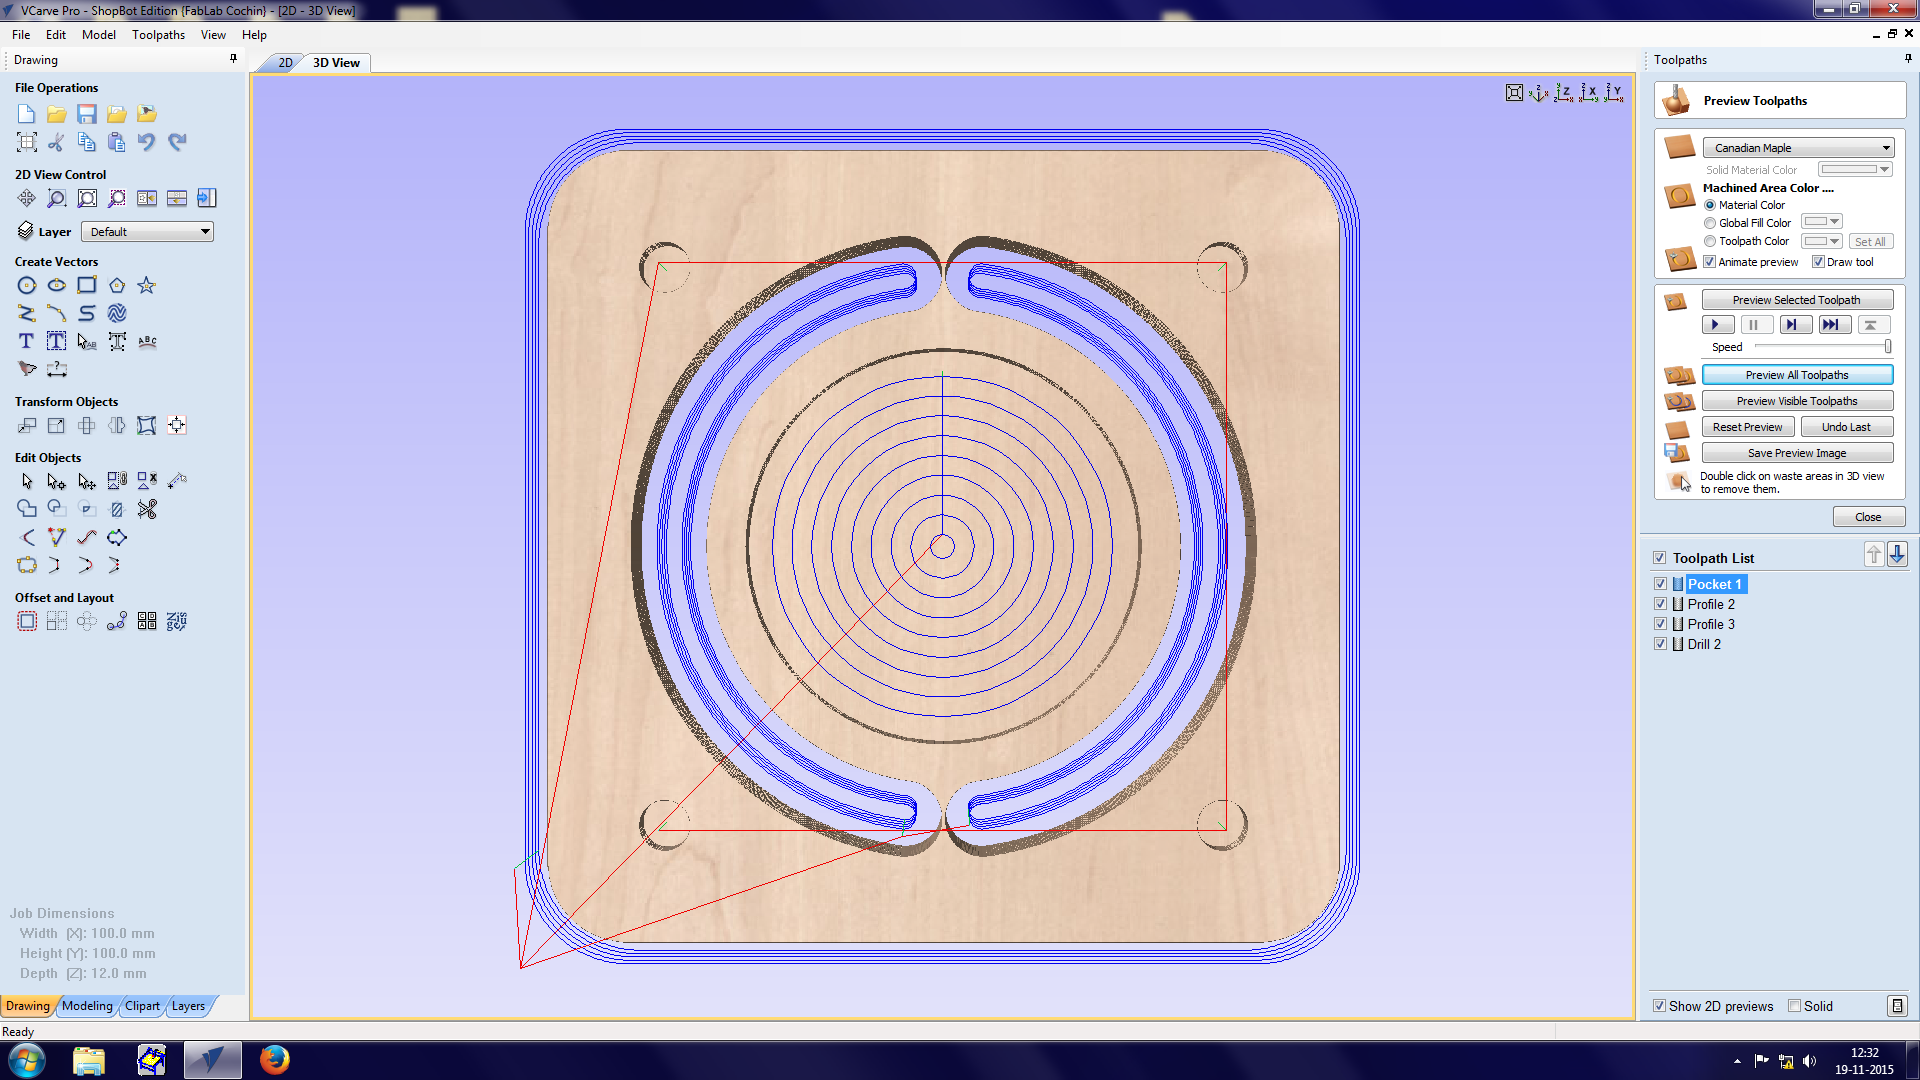 VCarve Pro - ShopBot Edition {FabLab Cochin} - [2D - 3D View]
File Edit Model Toolpaths View Help
Drawing
File Operations
2D View Control
Layer Default
Create Vectors
Transform Objects
Edit Objects
Offset and Layout
Job Dimensions
Width (X): 100.0 mm
Height (Y): 100.0 mm
Depth (Z): 12.0 mm
Drawing Modeling Clipart Layers
Ready
2D 3D View
Toolpaths
Preview Toolpaths
Canadian Maple
Solid Material Color
Machined Area Color ....
Material Color
Global Fill Color
Toolpath Color Set All
Animate preview Draw tool
Preview Selected Toolpath
Speed
Preview All Toolpaths
Preview Visible Toolpaths
Reset Preview Undo Last
Save Preview Image
Double click on waste areas in 3D view
to remove them.
Close
Toolpath List
Pocket 1
Profile 2
Profile 3
Drill 2
Show 2D previews Solid
12:32
19-11-2015